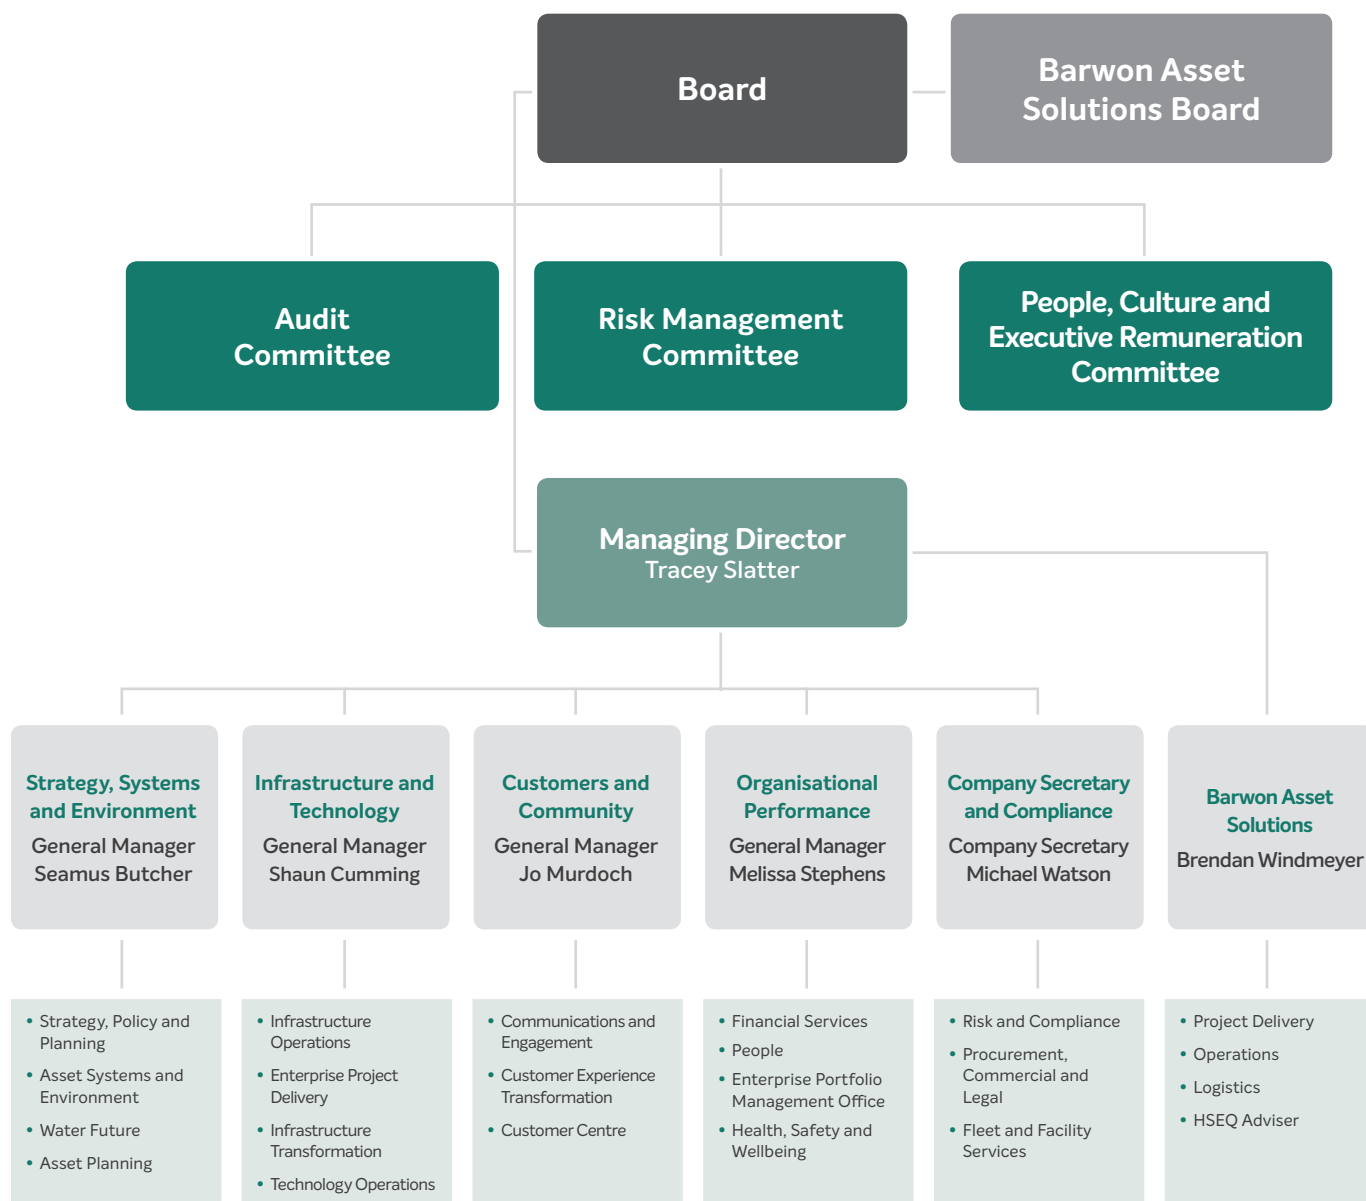 Board
Barwon Asset
Solutions Board
Audit
Committee
Risk Management
Committee
People, Culture and
Executive Remuneration
Committee
Managing Director
Tracey Slatter
Strategy, Systems
and Environment
General Manager
Seamus Butcher
Infrastructure and
Technology
General Manager
Shaun Cumming
Customers and
Community
General Manager
Jo Murdoch
Organisational
Performance
General Manager
Melissa Stephens
Company Secretary
and Compliance
Company Secretary
Michael Watson
Barwon Asset
Solutions
Brendan Windmeyer
• Strategy, Policy and
Planning
• Asset Systems and
Environment
• Water Future
• Asset Planning
• Infrastructure
Operations
• Enterprise Project
Delivery
• Infrastructure
Transformation
• Technology Operations
• Communications and
Engagement
• Customer Experience
Transformation
• Customer Centre
• Financial Services
• People
• Enterprise Portfolio
Management Office
• Health, Safety and
Wellbeing
• Risk and Compliance
• Procurement,
Commercial and
Legal
• Fleet and Facility
Services
• Project Delivery
• Operations
• Logistics
• HSEQ Adviser